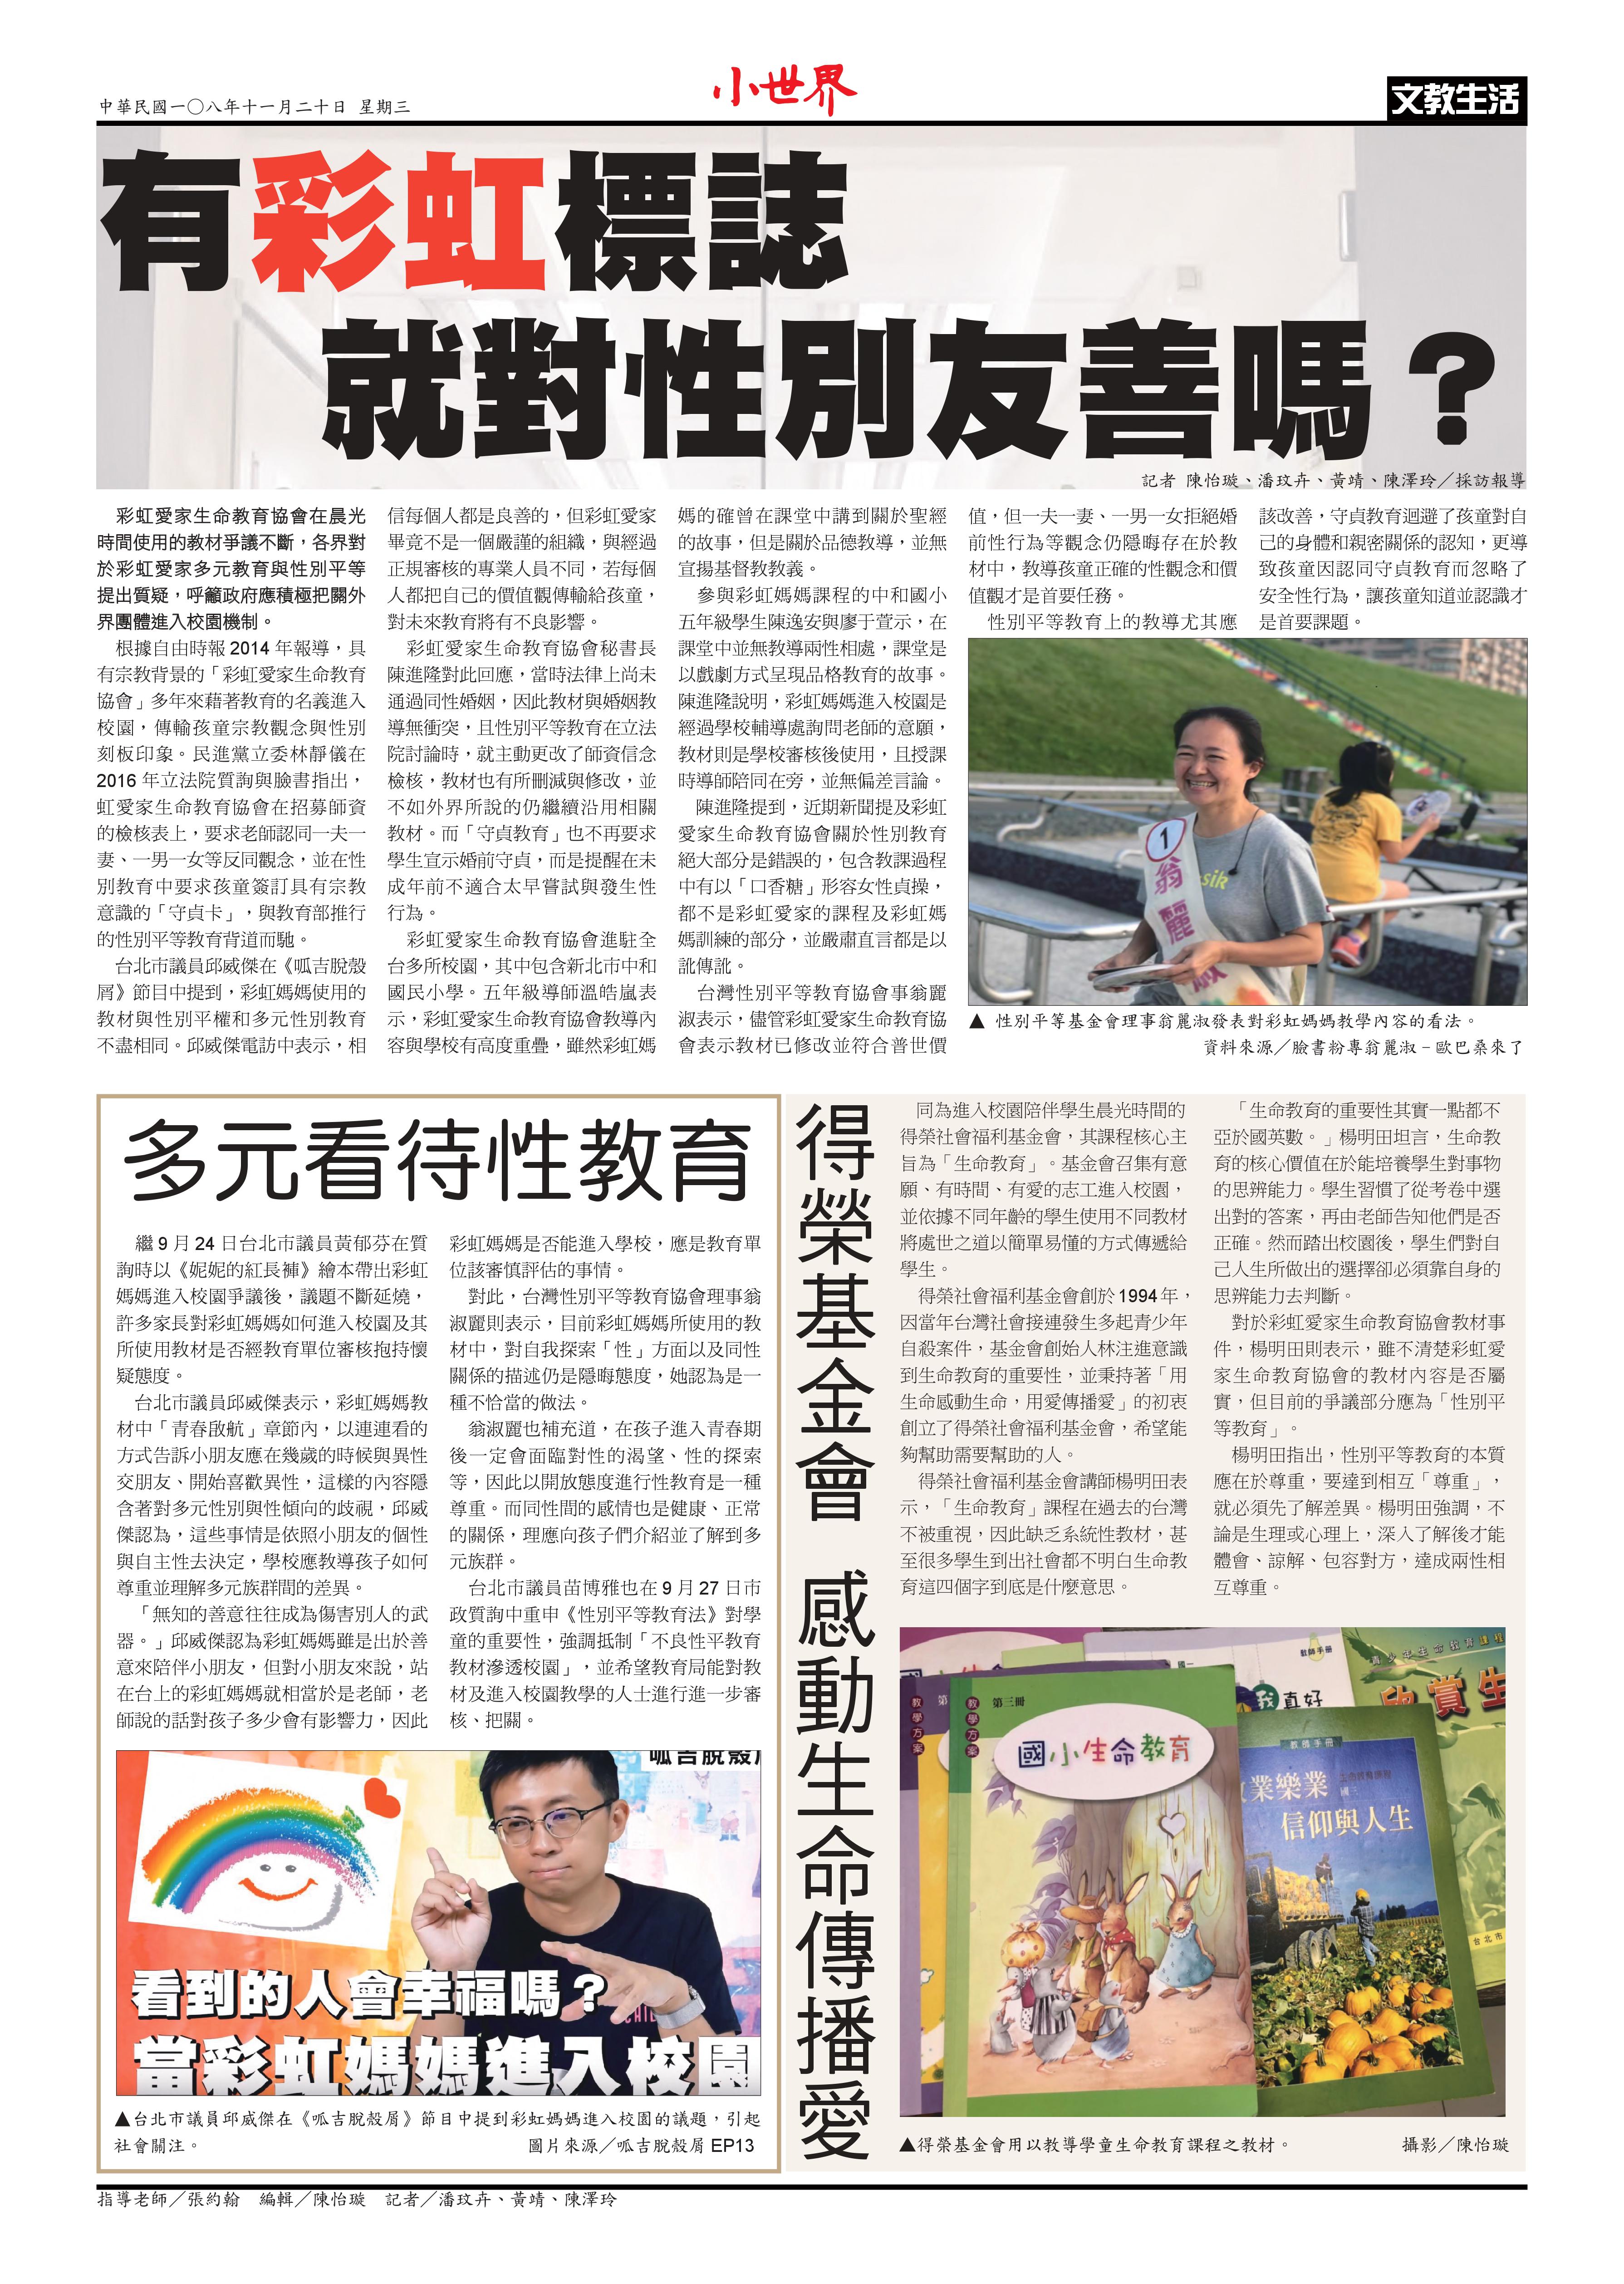 中華民國一〇八年十一月二十日 星期三
小世界
文教生活
有彩虹標誌
就對性別友善嗎？
記者 陳怡璇、潘玟卉、黃靖、陳澤玲／採訪報導
彩虹愛家生命教育協會在晨光
時間使用的教材爭議不斷，各界對
於彩虹愛家多元教育與性別平等
提出質疑，呼籲政府應積極把關外
界團體進入校園機制。
根據自由時報 2014 年報導，具
有宗教背景的「彩虹愛家生命教育
協會」多年來藉著教育的名義進入
校園，傳輸孩童宗教觀念與性別
刻板印象。民進黨立委林靜儀在
2016 年立法院質詢與臉書指出，
虹愛家生命教育協會在招募師資
的檢核表上，要求老師認同一夫一
妻、一男一女等反同觀念，並在性
別教育中要求孩童簽訂具有宗教
意識的「守貞卡」，與教育部推行
的性別平等教育背道而馳。
台北市議員邱威傑在《呱吉脫殼
屑》節目中提到，彩虹媽媽使用的
教材與性別平權和多元性別教育
不盡相同。邱威傑電訪中表示，相
信每個人都是良善的，但彩虹愛家
畢竟不是一個嚴謹的組織，與經過
正規審核的專業人員不同，若每個
人都把自己的價值觀傳輸給孩童，
對未來教育將有不良影響。
彩虹愛家生命教育協會秘書長
陳進隆對此回應，當時法律上尚未
通過同性婚姻，因此教材與婚姻教
導無衝突，且性別平等教育在立法
院討論時，就主動更改了師資信念
檢核，教材也有所刪減與修改，並
不如外界所說的仍繼續沿用相關
教材。而「守貞教育」也不再要求
學生宣示婚前守貞，而是提醒在未
成年前不適合太早嘗試與發生性
行為。
彩虹愛家生命教育協會進駐全
台多所校園，其中包含新北市中和
國民小學。五年級導師溫皓嵐表
示，彩虹愛家生命教育協會教導內
容與學校有高度重疊，雖然彩虹媽
媽的確曾在課堂中講到關於聖經
的故事，但是關於品德教導，並無
宣揚基督教教義。
參與彩虹媽媽課程的中和國小
五年級學生陳逸安與廖于萱示，在
課堂中並無教導兩性相處，課堂是
以戲劇方式呈現品格教育的故事。
陳進隆說明，彩虹媽媽進入校園是
經過學校輔導處詢問老師的意願，
教材則是學校審核後使用，且授課
時導師陪同在旁，並無偏差言論。
陳進隆提到，近期新聞提及彩虹
愛家生命教育協會關於性別教育
絕大部分是錯誤的，包含教課過程
中有以「口香糖」形容女性貞操，
都不是彩虹愛家的課程及彩虹媽
媽訓練的部分，並嚴肅直言都是以
訛傳訛。
台灣性別平等教育協會事翁麗
淑表示，儘管彩虹愛家生命教育協
會表示教材已修改並符合普世價
值，但一夫一妻、一男一女拒絕婚
前性行為等觀念仍隱晦存在於教
材中，教導孩童正確的性觀念和價
值觀才是首要任務。
性別平等教育上的教導尤其應
該改善，守貞教育迴避了孩童對自
己的身體和親密關係的認知，更導
致孩童因認同守貞教育而忽略了
安全性行為，讓孩童知道並認識才
是首要課題。
1
翁麗淑
sik
▲ 性別平等基金會理事翁麗淑發表對彩虹媽媽教學內容的看法。
資料來源／臉書粉專翁麗淑－歐巴桑來了
多元看待性教育
繼 9 月 24 日台北市議員黃郁芬在質
詢時以《妮妮的紅長褲》繪本帶出彩虹
媽媽進入校園爭議後，議題不斷延燒，
許多家長對彩虹媽媽如何進入校園及其
所使用教材是否經教育單位審核抱持懷
疑態度。
台北市議員邱威傑表示，彩虹媽媽教
材中「青春啟航」章節內，以連連看的
方式告訴小朋友應在幾歲的時候與異性
交朋友、開始喜歡異性，這樣的內容隱
含著對多元性別與性傾向的歧視，邱威
傑認為，這些事情是依照小朋友的個性
與自主性去決定，學校應教導孩子如何
尊重並理解多元族群間的差異。
「無知的善意往往成為傷害別人的武
器。」邱威傑認為彩虹媽媽雖是出於善
意來陪伴小朋友，但對小朋友來說，站
在台上的彩虹媽媽就相當於是老師，老
師說的話對孩子多少會有影響力，因此
彩虹媽媽是否能進入學校，應是教育單
位該審慎評估的事情。
對此，台灣性別平等教育協會理事翁
淑麗則表示，目前彩虹媽媽所使用的教
材中，對自我探索「性」方面以及同性
關係的描述仍是隱晦態度，她認為是一
種不恰當的做法。
翁淑麗也補充道，在孩子進入青春期
後一定會面臨對性的渴望、性的探索
等，因此以開放態度進行性教育是一種
尊重。而同性間的感情也是健康、正常
的關係，理應向孩子們介紹並了解到多
元族群。
台北市議員苗博雅也在 9 月 27 日市
政質詢中重申《性別平等教育法》對學
童的重要性，強調抵制「不良性平教育
教材滲透校園」，並希望教育局能對教
材及進入校園教學的人士進行進一步審
核、把關。
呱吉脫殼屑
看到的人會幸福嗎？
當彩虹媽媽進入校園
▲台北市議員邱威傑在《呱吉脫殼屑》節目中提到彩虹媽媽進入校園的議題，引起
社會關注。 圖片來源／呱吉脫殼屑 EP13
得榮基金會 感動生命傳播愛
同為進入校園陪伴學生晨光時間的
得榮社會福利基金會，其課程核心主
旨為「生命教育」。基金會召集有意
願、有時間、有愛的志工進入校園，
並依據不同年齡的學生使用不同教材
將處世之道以簡單易懂的方式傳遞給
學生。
得榮社會福利基金會創於 1994 年，
因當年台灣社會接連發生多起青少年
自殺案件，基金會創始人林注進意識
到生命教育的重要性，並秉持著「用
生命感動生命，用愛傳播愛」的初衷
創立了得榮社會福利基金會，希望能
夠幫助需要幫助的人。
得榮社會福利基金會講師楊明田表
示，「生命教育」課程在過去的台灣
不被重視，因此缺乏系統性教材，甚
至很多學生到出社會都不明白生命教
育這四個字到底是什麼意思。
「生命教育的重要性其實一點都不
亞於國英數。」楊明田坦言，生命教
育的核心價值在於能培養學生對事物
的思辨能力。學生習慣了從考卷中選
出對的答案，再由老師告知他們是否
正確。然而踏出校園後，學生們對自
己人生所做出的選擇卻必須靠自身的
思辨能力去判斷。
對於彩虹愛家生命教育協會教材事
件，楊明田則表示，雖不清楚彩虹愛
家生命教育協會的教材內容是否屬
實，但目前的爭議部分應為「性別平
等教育」。
楊明田指出，性別平等教育的本質
應在於尊重，要達到相互「尊重」，
就必須先了解差異。楊明田強調，不
論是生理或心理上，深入了解後才能
體會、諒解、包容對方，達成兩性相
互尊重。
教學方案
第三冊
國小生命教育
教師手冊
我真好
欣賞生
教師手冊
業樂業
國三
信仰與人生
台北市
▲得榮基金會用以教導學童生命教育課程之教材。 攝影／陳怡璇
指導老師／張約翰 編輯／陳怡璇 記者／潘玟卉、黃靖、陳澤玲